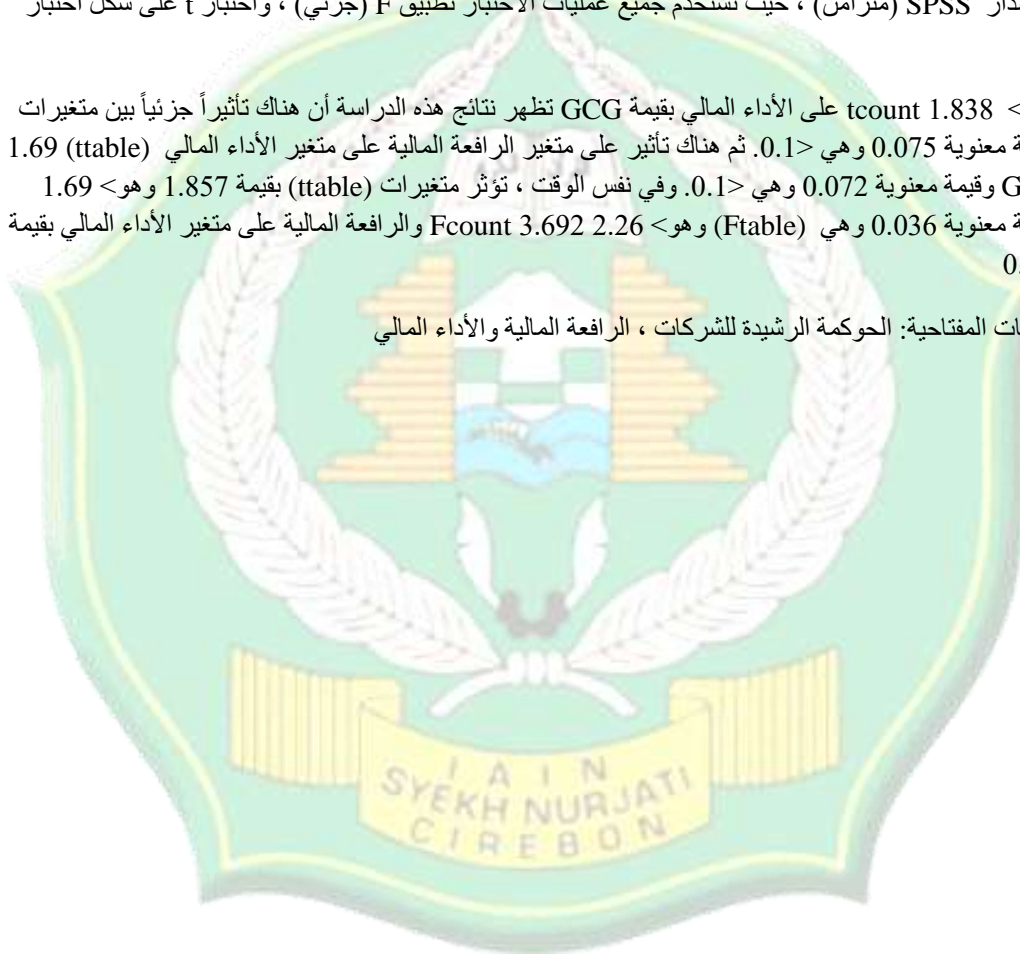 SPSS (متزامن) ، حيث تستخدم جميع عمليات الاختبار تطبيق F (جزئي) ، واختبار t على شكل اختبار
> tcount 1.838 على الأداء المالي بقيمة GCG تظهر نتائج هذه الدراسة أن هناك تأثيراً جزئياً بين متغيرات
معنوية 0.075 وهي <0.1. ثم هناك تأثير على متغير الرافعة المالية على متغير الأداء المالي (ttable) 1.69
وقيمة معنوية 0.072 وهي <0.1. وفي نفس الوقت ، تؤثر متغيرات (ttable) بقيمة 1.857 وهو> 1.69
معنوية 0.036 وهي (Ftable) وهو> 2.26 Fcount 3.692 والرافعة المالية على متغير الأداء المالي بقيمة
المفتاحية: الحوكمة الرشيدة للشركات ، الرافعة المالية والأداء المالي
IAIN
SYEKH NURJATI
CIREBON